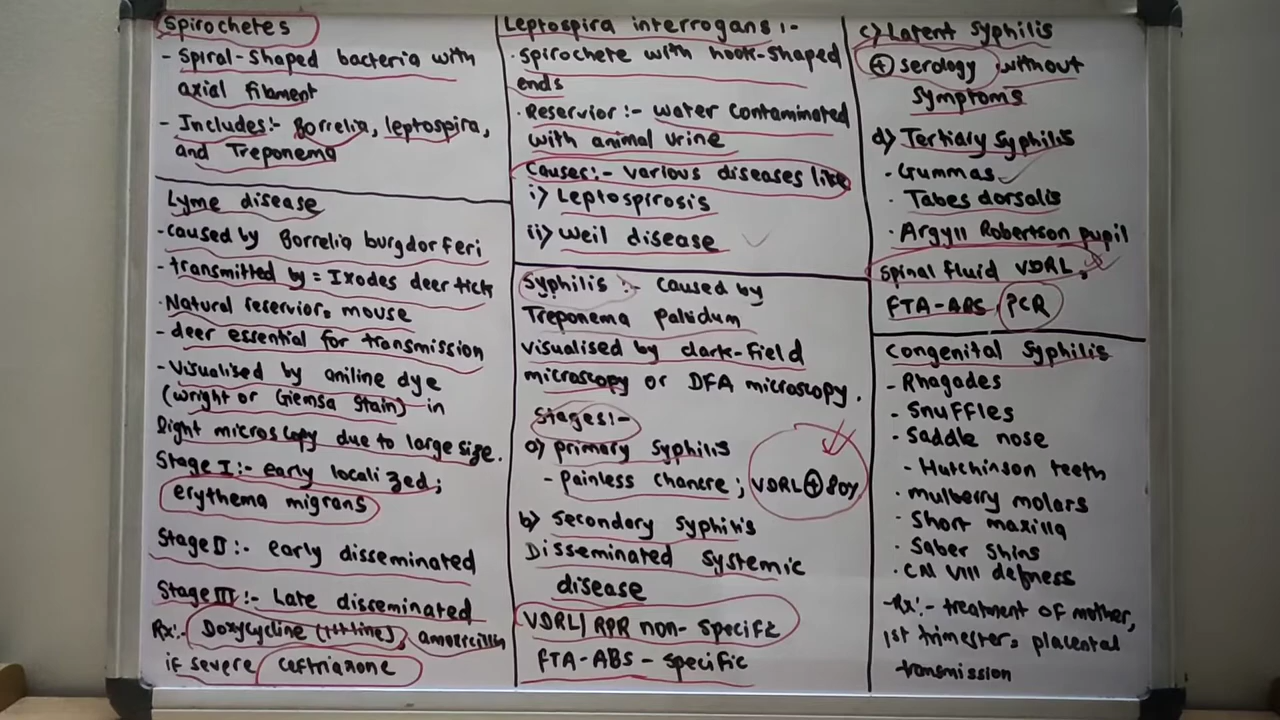 Spirochetes
- Spiral-Shaped bacteria with
axial filament
- Includes:- Borrelia, leptospira,
and Treponema
Lyme disease
- caused by Borrelia burgdorferi
- transmitted by = Ixodes deer tick
· Natural reservior: mouse
- deer essential for transmission
- Visualised by aniline dye
(wright or Giemsa Stain) in
light microscopy due to large size.
Stage I:- early localized;
erythema migrans
Stage II:- early disseminated
Stage III:- Late disseminated
Rx:- Doxycycline (1st line), amoxicillin
if severe ceftriaxone
Leptospira interrogans :-
· Spirochete with hook-shaped
ends
· Reservior :- water contaminated
with animal urine
Causes:- various diseases like
i) Leptospirosis
ii) Weil disease
Syphilis :- caused by
Treponema palvidum
visualised by dark-field
microscopy or DFA microscopy.
Stages:-
a) primary syphilis
- painless chancre; VDRL ⊕ 80%
b) Secondary syphilis
Disseminated systemic
disease
VDRL/RPR non-specific
FTA-ABS - specific
c) Latent syphilis
⊕ serology without
symptoms
d) Tertiary syphilis
· Gummas
· Tabes dorsalis
· Argyll Robertson pupil
Spinal fluid VDRL,
FTA-ABS, PCR
Congenital syphilis
- Rhagades
- Snuffles
- Saddle nose
- Hutchinson teeth
· mulberry molars
· Short maxilla
· Saber Shins
· CN VIII defness
- Rx:- treatment of mother,
1st trimester, placental
transmission